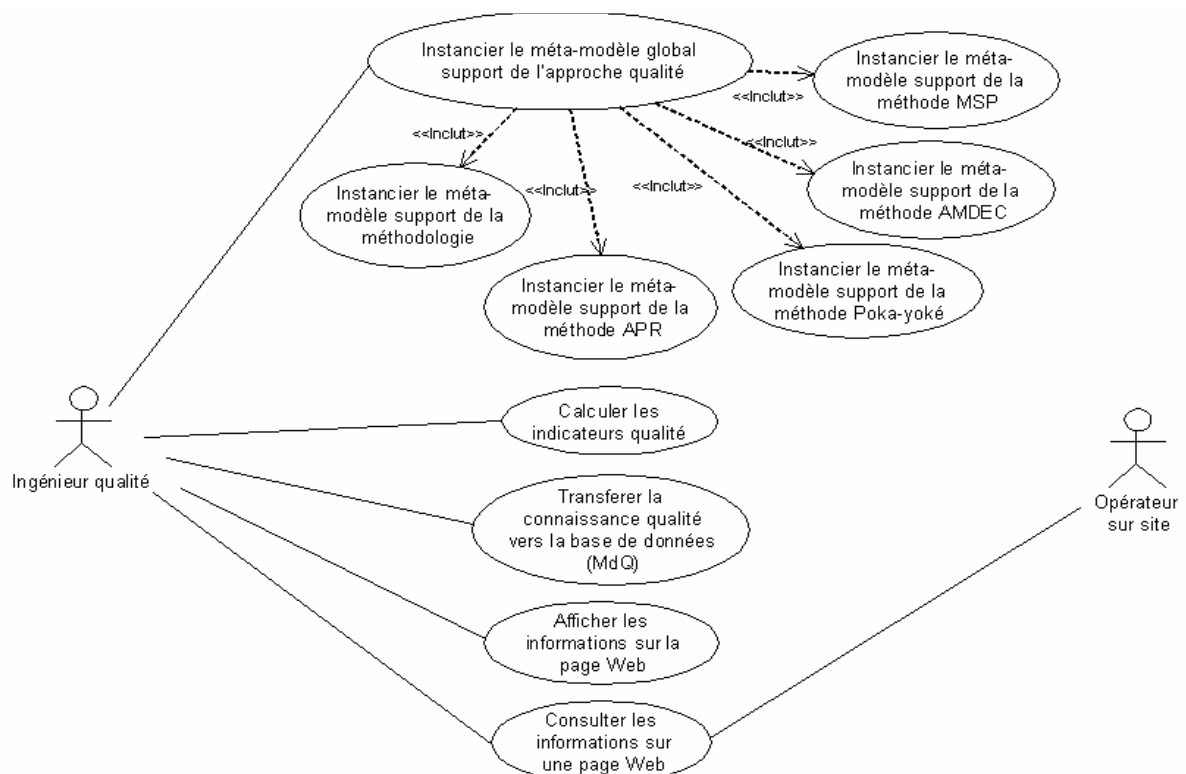 Instancier le méta-modèle global
support de l'approche qualité
Instancier le méta-
modèle support de la
méthode MSP
<<Inclut>>
<<Inclut>>
<<Inclut>>
<<Inclut>>
<<Inclut>>
Instancier le méta-
modèle support de la
méthode AMDEC
Instancier le méta-
modèle support de la
méthodologie
Instancier le méta-
modèle support de la
méthode APR
Instancier le méta-
modèle support de la
méthode Poka-yoké
Calculer les
indicateurs qualité
Ingénieur qualité
Transferer la
connaissance qualité
vers la base de données
(MdQ)
Opérateur
sur site
Afficher les
informations sur la
page Web
Consulter les
informations sur
une page Web